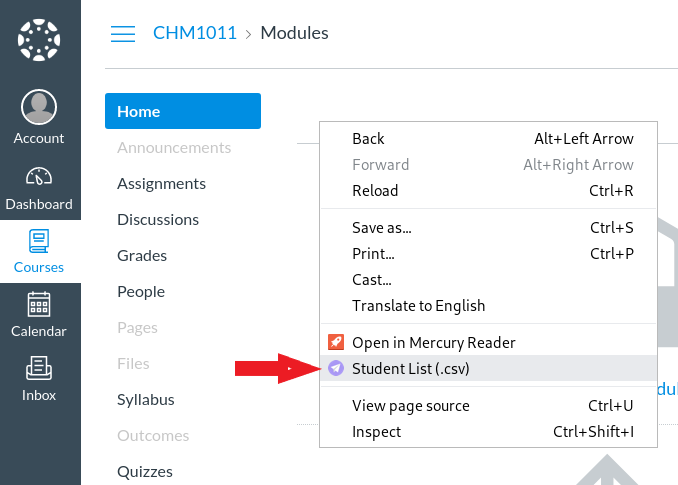 CHM1011 > Modules
Account
Dashboard
Courses
Calendar
Inbox
Home
Announcements
Assignments
Discussions
Grades
People
Pages
Files
Syllabus
Outcomes
Quizzes
Back Alt+Left Arrow
Forward Alt+Right Arrow
Reload Ctrl+R
Save as... Ctrl+S
Print... Ctrl+P
Cast...
Translate to English
Open in Mercury Reader
Student List (.csv)
View page source Ctrl+U
Inspect Ctrl+Shift+I